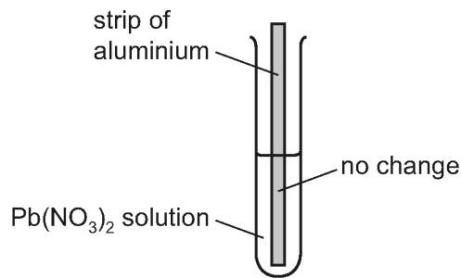 strip of
aluminium
no change
Pb(NO₃)₂ solution